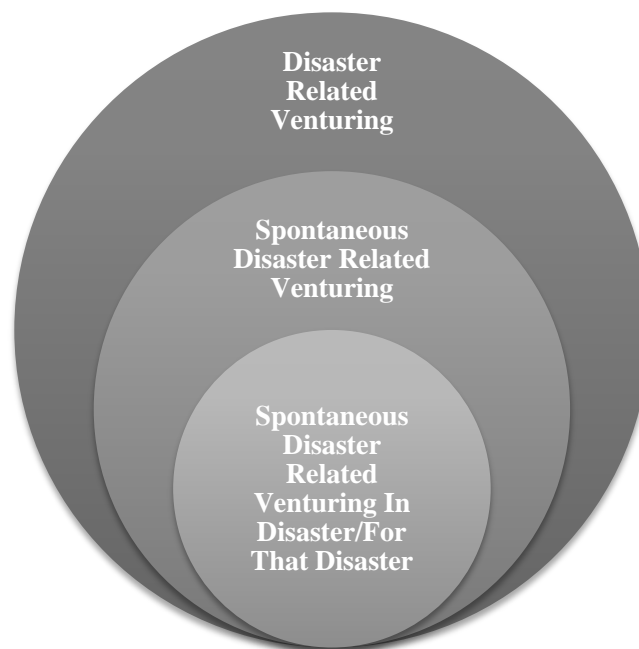 Disaster
Related
Venturing
Spontaneous
Disaster Related
Venturing
Spontaneous
Disaster
Related
Venturing In
Disaster/For
That Disaster